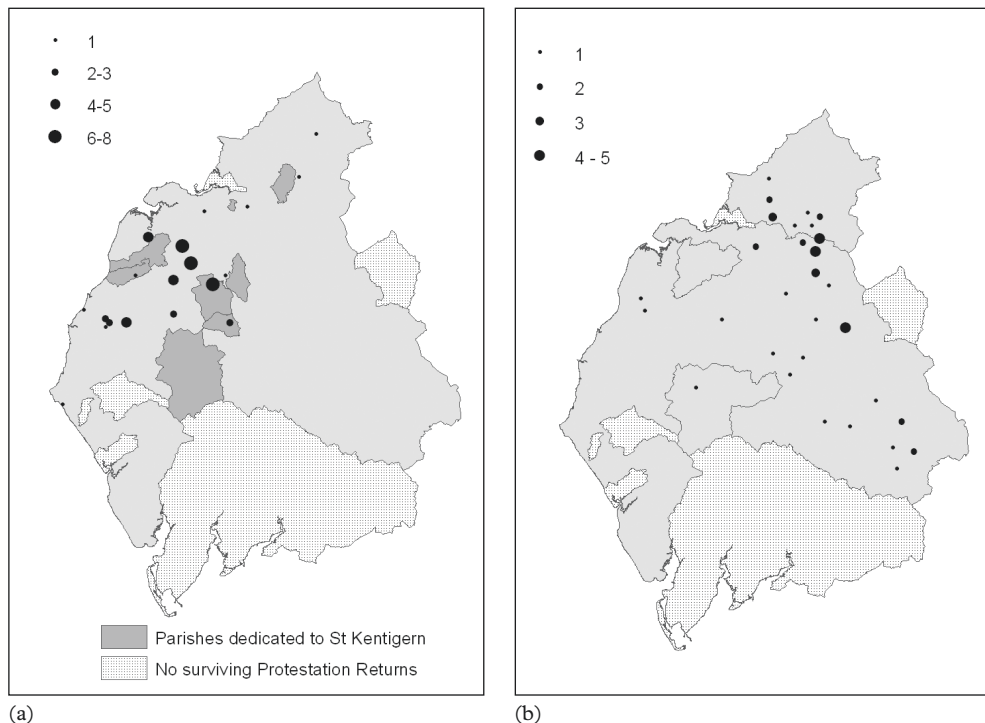 1
2-3
4-5
6-8
Parishes dedicated to St Kentigern
No surviving Protestation Returns
(a)
1
2
3
4 - 5
(b)